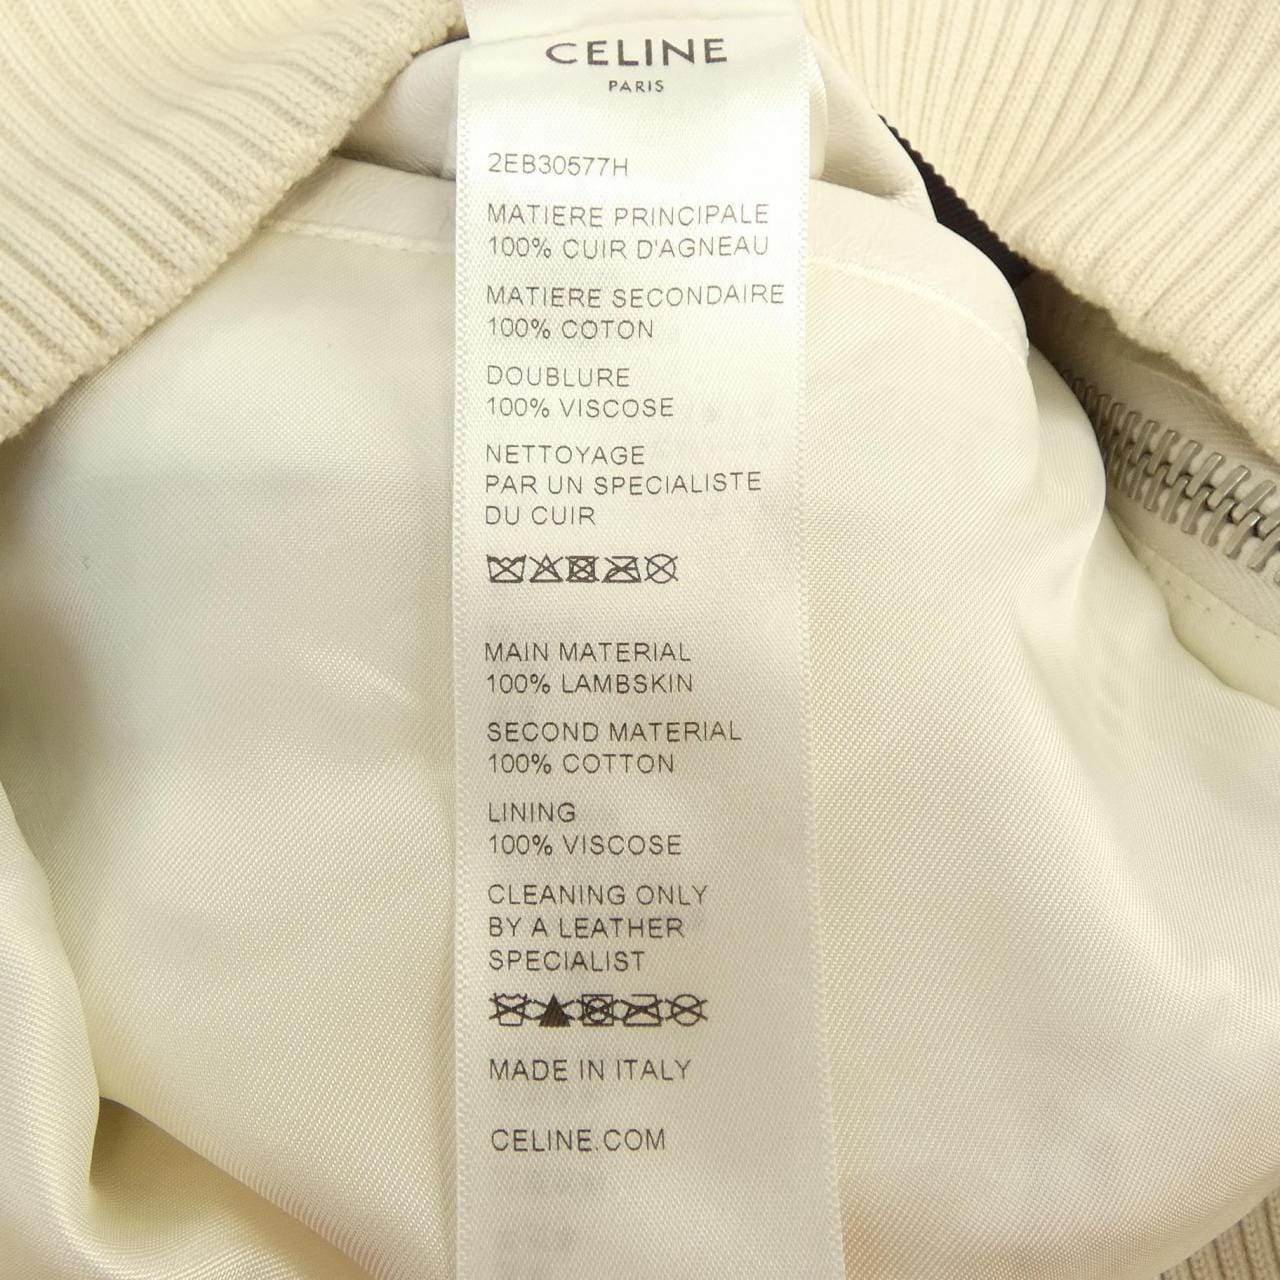 CELINE
PARIS
2EB30577H
MATIERE PRINCIPALE
100% CUIR D'AGNEAU
MATIERE SECONDAIRE
100% COTON
DOUBLURE
100% VISCOSE
NETTOYAGE
PAR UN SPECIALISTE
DU CUIR
MAIN MATERIAL
100% LAMBSKIN
SECOND MATERIAL
100% COTTON
LINING
100% VISCOSE
CLEANING ONLY
BY A LEATHER
SPECIALIST
MADE IN ITALY
CELINE.COM